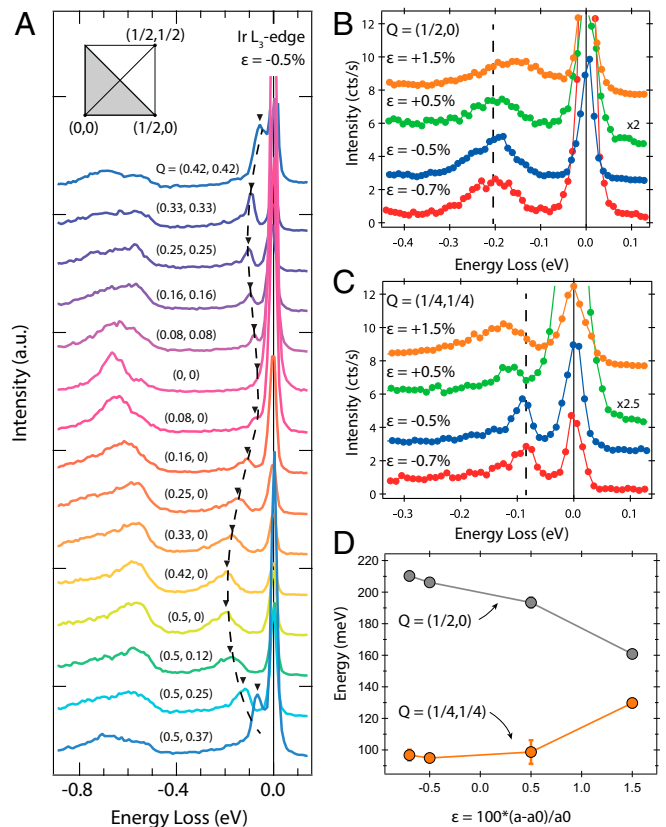 A
Ir L3-edge
ε = -0.5%
(1/2,1/2)
(0,0)
(1/2,0)
Q = (0.42, 0.42)
(0.33, 0.33)
(0.25, 0.25)
(0.16, 0.16)
(0.08, 0.08)
(0, 0)
(0.08, 0)
(0.16, 0)
(0.25, 0)
(0.33, 0)
(0.42, 0)
(0.5, 0)
(0.5, 0.12)
(0.5, 0.25)
(0.5, 0.37)
Intensity (a.u.)
-0.8
-0.4
0.0
Energy Loss (eV)
B
Q = (1/2,0)
ε = +1.5%
ε = +0.5%
x2
ε = -0.5%
ε = -0.7%
12
10
8
6
4
2
0
Intensity (cts/s)
-0.4
-0.3
-0.2
-0.1
0.0
0.1
Energy Loss (eV)
C
Q = (1/4,1/4)
ε = +1.5%
ε = +0.5%
x2.5
ε = -0.5%
ε = -0.7%
12
10
8
6
4
2
0
Intensity (cts/s)
-0.3
-0.2
-0.1
0.0
0.1
Energy Loss (eV)
D
220
200
180
160
140
120
100
Energy (meV)
Q = (1/2,0)
Q = (1/4,1/4)
-0.5
0.0
0.5
1.0
1.5
ε = 100*(a-a0)/a0